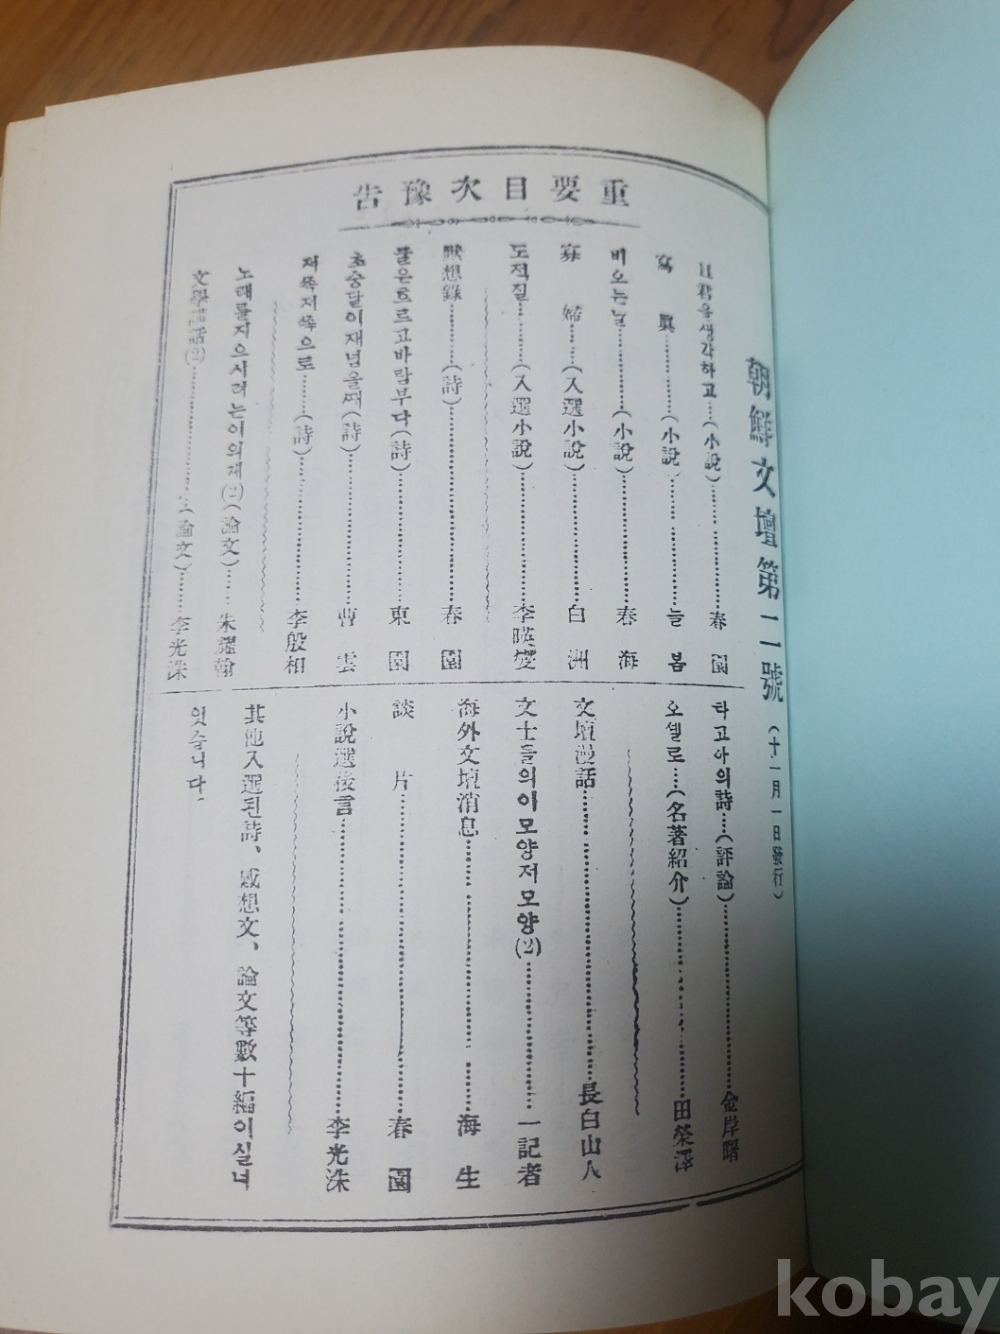 重要目次豫告
朝鮮文壇第二號(十一月一日發行)
H君을생각하고……(小說)……春園
寫眞……(小說)……늘봄
비오는날……(小說)……春海
寡婦……(入選小說)……白洲
도적질……(入選小說)……李㬢燮
默想錄……(詩)……春園
물은흐르고바람부다(詩)……東園
초승달이재넘을때(詩)……曹雲
저쪽저쪽으로……(詩)……李殷相
노래를지으시려는이의게(2)(論文)……朱耀翰
文學講話(2)……(論文)……李光洙
타고아의詩……(評論)……金岸曙
오델로……(名著紹介)……田榮澤
文壇漫話……長白山人
文士들의이모양저모양(2)……一記者
海外文壇消息……海生
談片……春園
小說選後言……李光洙
其他入選된詩、感想文、論文等數十編이실녀
잇슴니다.
kobay